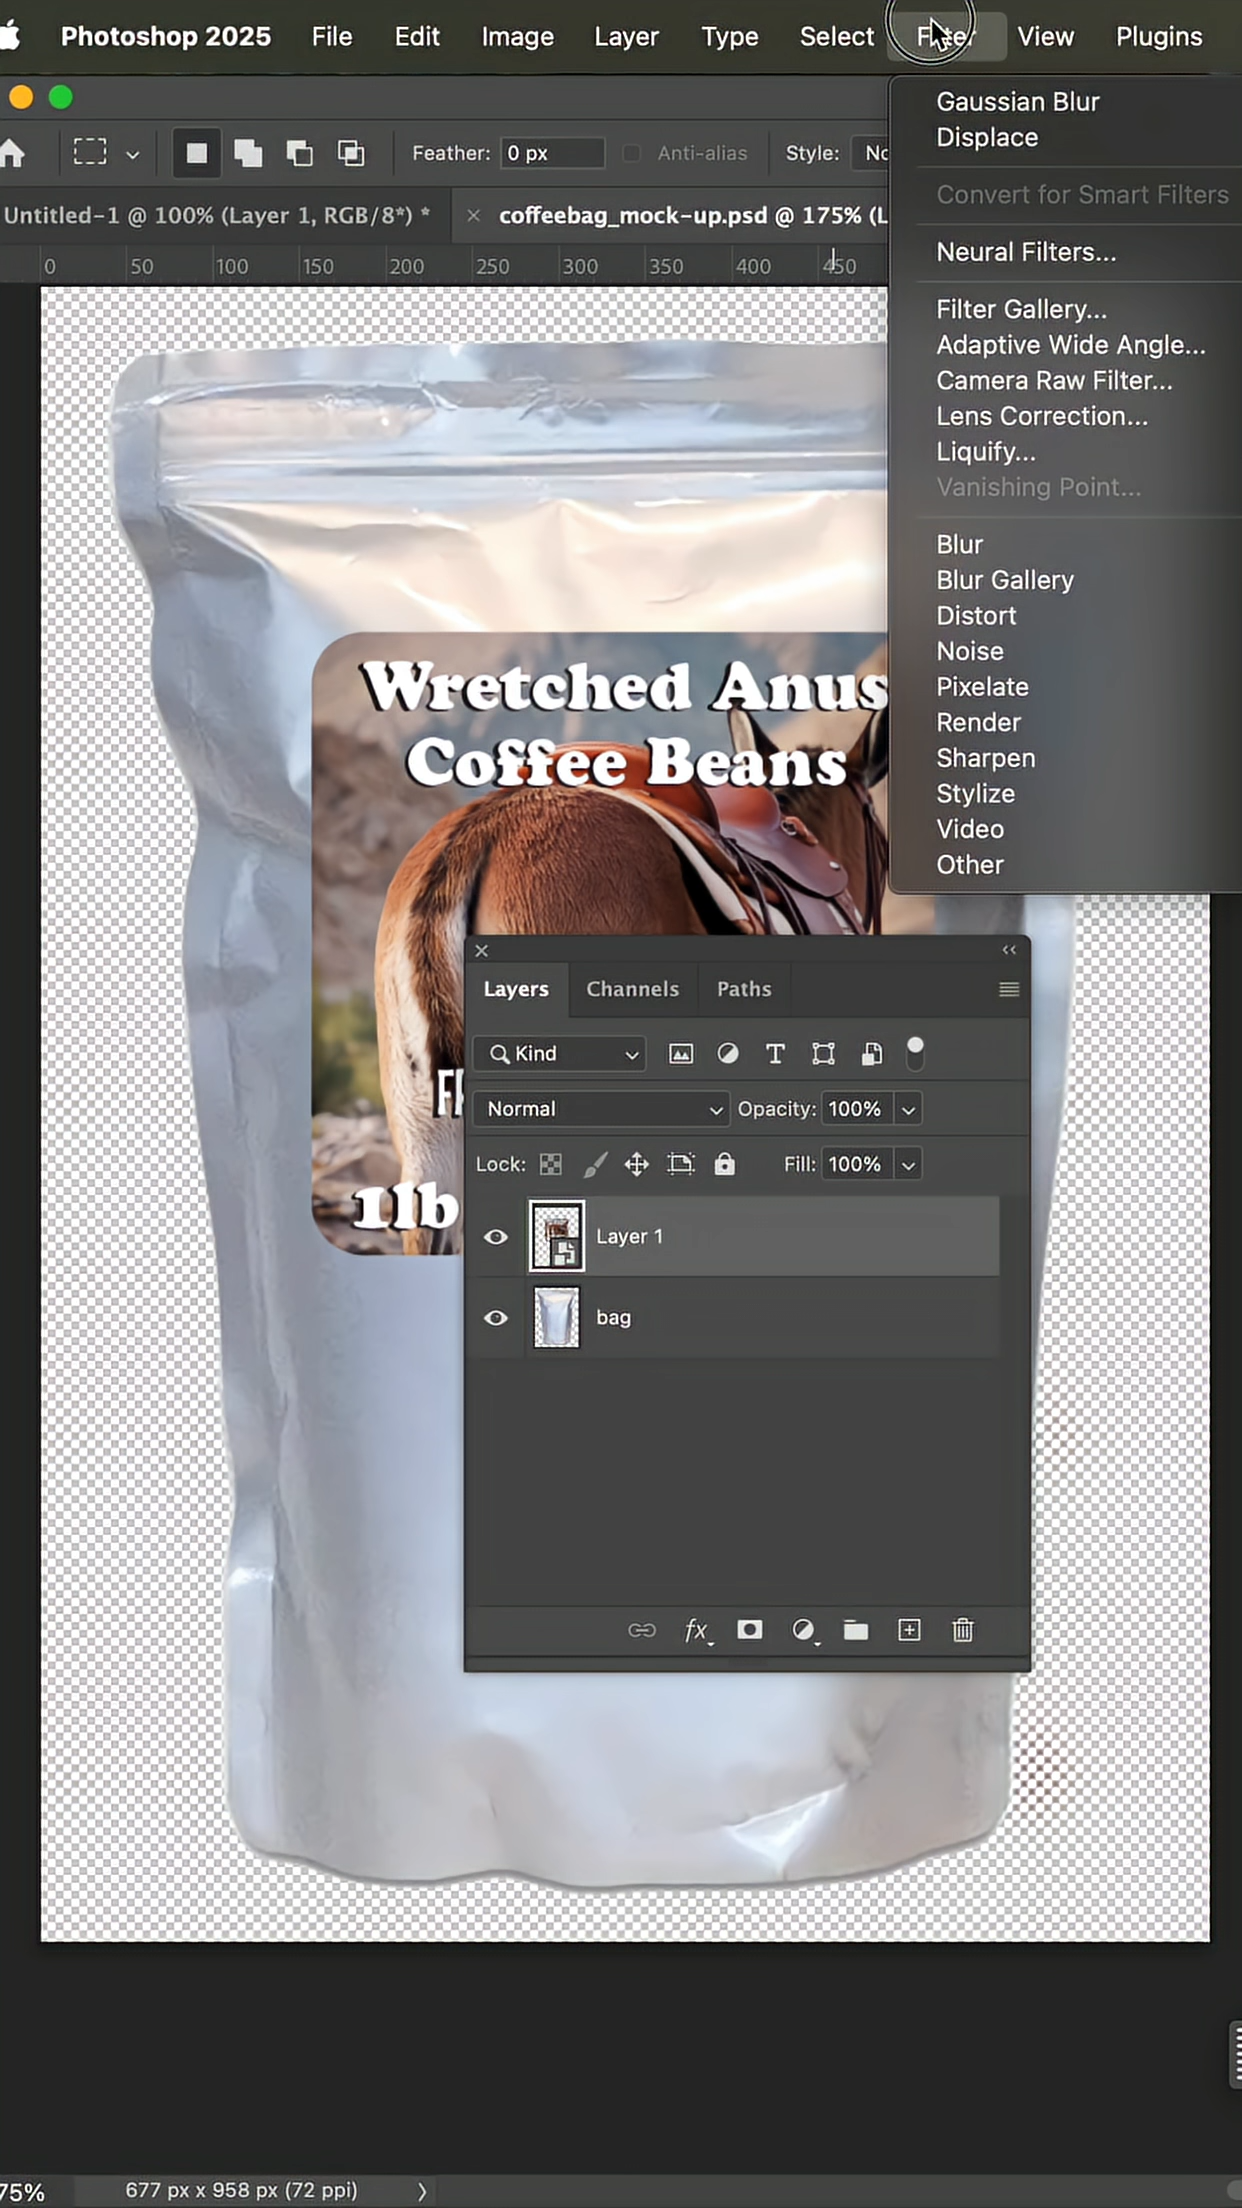 Photoshop 2025 File Edit Image Layer Type Select Filter View Plugins
Gaussian Blur
Displace
Convert for Smart Filters
Neural Filters...
Filter Gallery...
Adaptive Wide Angle...
Camera Raw Filter...
Lens Correction...
Liquify...
Vanishing Point...
Blur
Blur Gallery
Distort
Noise
Pixelate
Render
Sharpen
Stylize
Video
Other
Feather: 0 px Anti-alias Style:
Untitled-1 @ 100% (Layer 1, RGB/8*) * × coffeebag_mock-up.psd @ 175% (L
0 50 100 150 200 250 300 350 400 450
Wretched Anus
Coffee Beans
1lb
Layers Channels Paths
Kind
Normal Opacity: 100%
Lock: Fill: 100%
Layer 1
bag
fx
75% 677 px x 958 px (72 ppi)